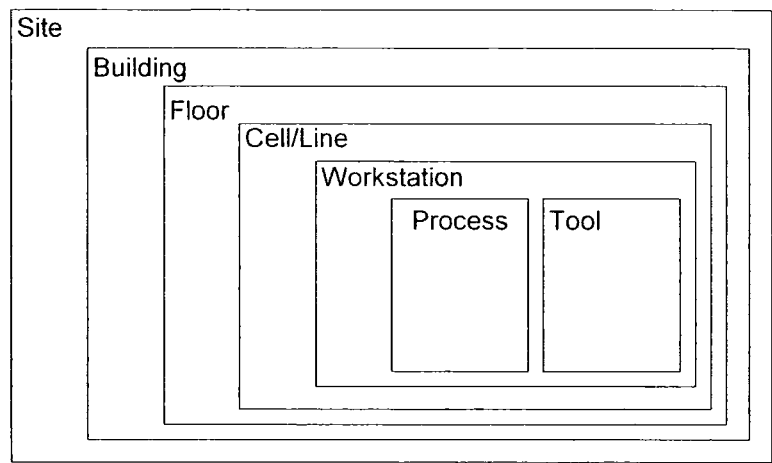 Site
Building
Floor
Cell/Line
Workstation
Process Tool